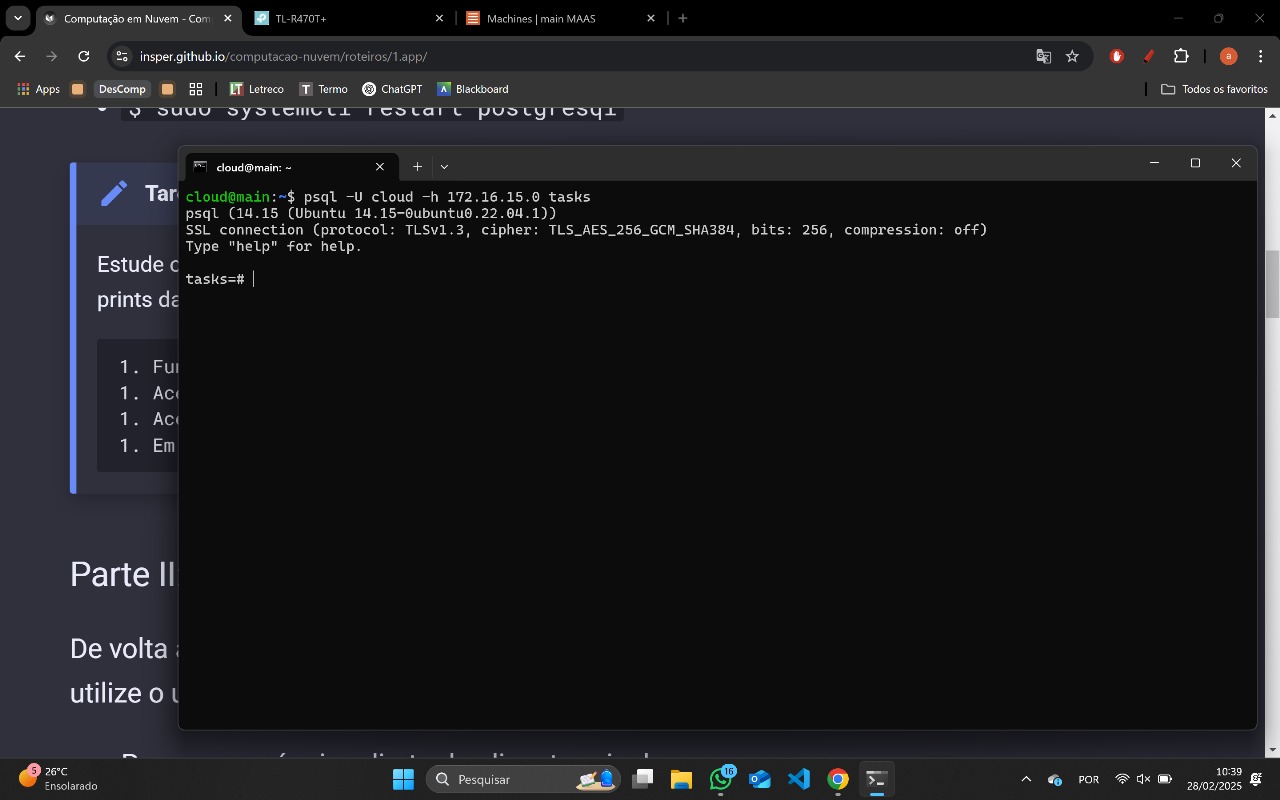 Computação em Nuvem - Com
TL-R470T+
Machines | main MAAS
insper.github.io/computacao-nuvem/roteiros/1.app/
a
Apps
DesComp
LT
Letreco
T
Termo
ChatGPT
Blackboard
Todos os favoritos
$ sudo systemctl restart postgresql
cloud@main: ~
Estude
prints da
1. Fun
1. Ace
1. Ace
1. Em
Parte II
De volta
utilize o
cloud@main:~$ psql -U cloud -h 172.16.15.0 tasks
psql (14.15 (Ubuntu 14.15-0ubuntu0.22.04.1))
SSL connection (protocol: TLSv1.3, cipher: TLS_AES_256_GCM_SHA384, bits: 256, compression: off)
Type "help" for help.
tasks=#
5
26°C
Ensolarado
Pesquisar
16
POR
10:39
28/02/2025